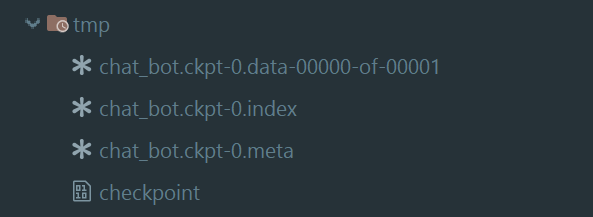 tmp
chat_bot.ckpt-0.data-00000-of-00001
chat_bot.ckpt-0.index
chat_bot.ckpt-0.meta
checkpoint